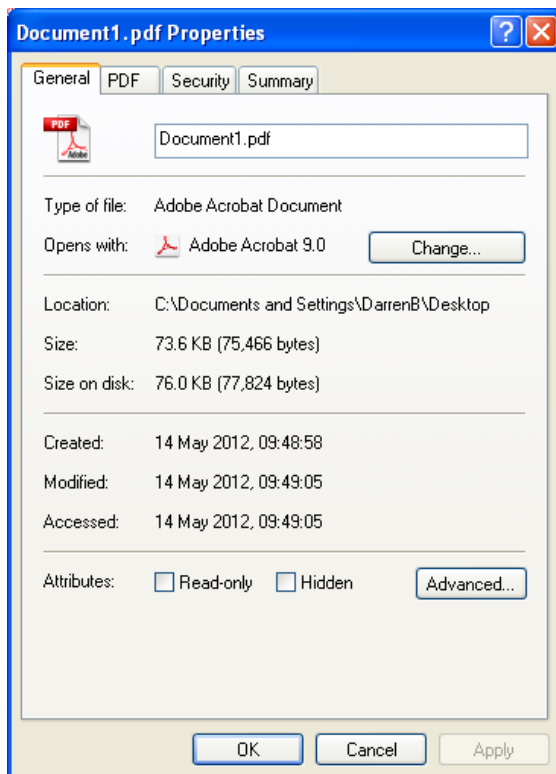 Document1.pdf Properties
General PDF Security Summary
PDF
Adobe
Document1.pdf
Type of file: Adobe Acrobat Document
Opens with: Adobe Acrobat 9.0 Change...
Location: C:\Documents and Settings\DarrenB\Desktop
Size: 73.6 KB (75,466 bytes)
Size on disk: 76.0 KB (77,824 bytes)
Created: 14 May 2012, 09:48:58
Modified: 14 May 2012, 09:49:05
Accessed: 14 May 2012, 09:49:05
Attributes: Read-only Hidden Advanced...
OK Cancel Apply